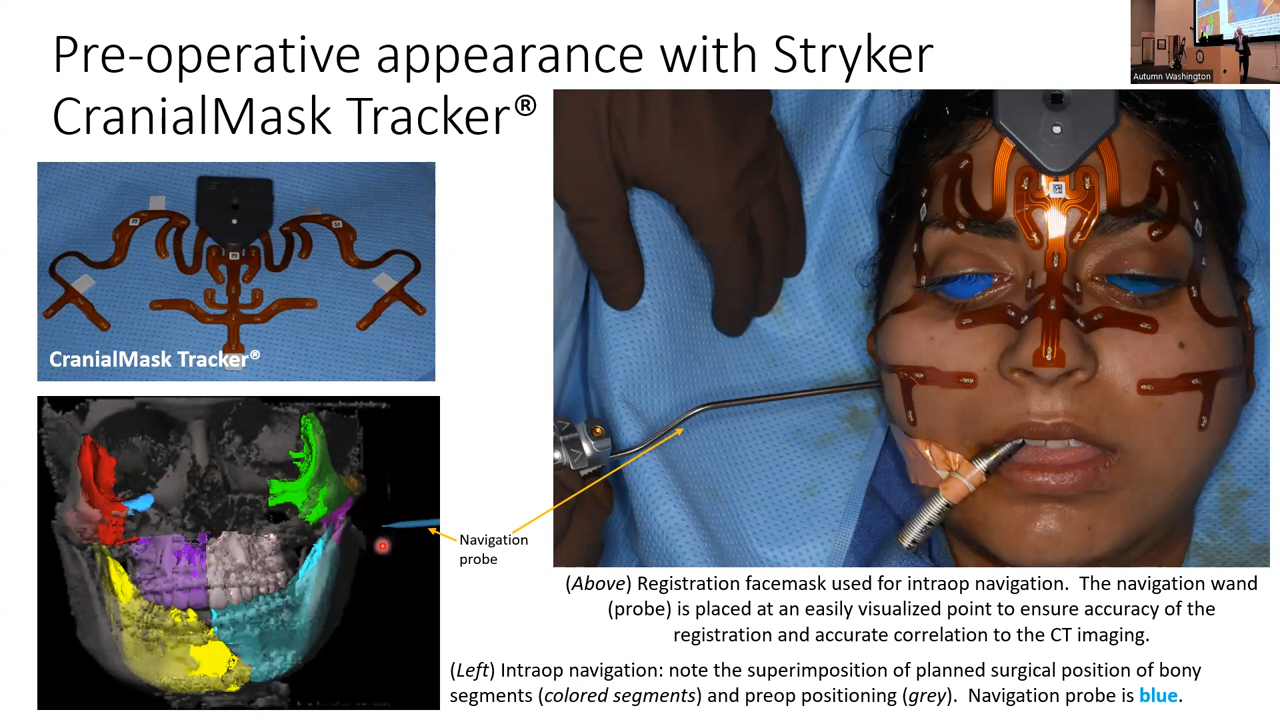 Pre-operative appearance with Stryker
CranialMask Tracker®
Autumn Washington
CranialMask Tracker®
Navigation
probe
(Above) Registration facemask used for intraop navigation. The navigation wand
(probe) is placed at an easily visualized point to ensure accuracy of the
registration and accurate correlation to the CT imaging.
(Left) Intraop navigation: note the superimposition of planned surgical position of bony
segments (colored segments) and preop positioning (grey). Navigation probe is blue.